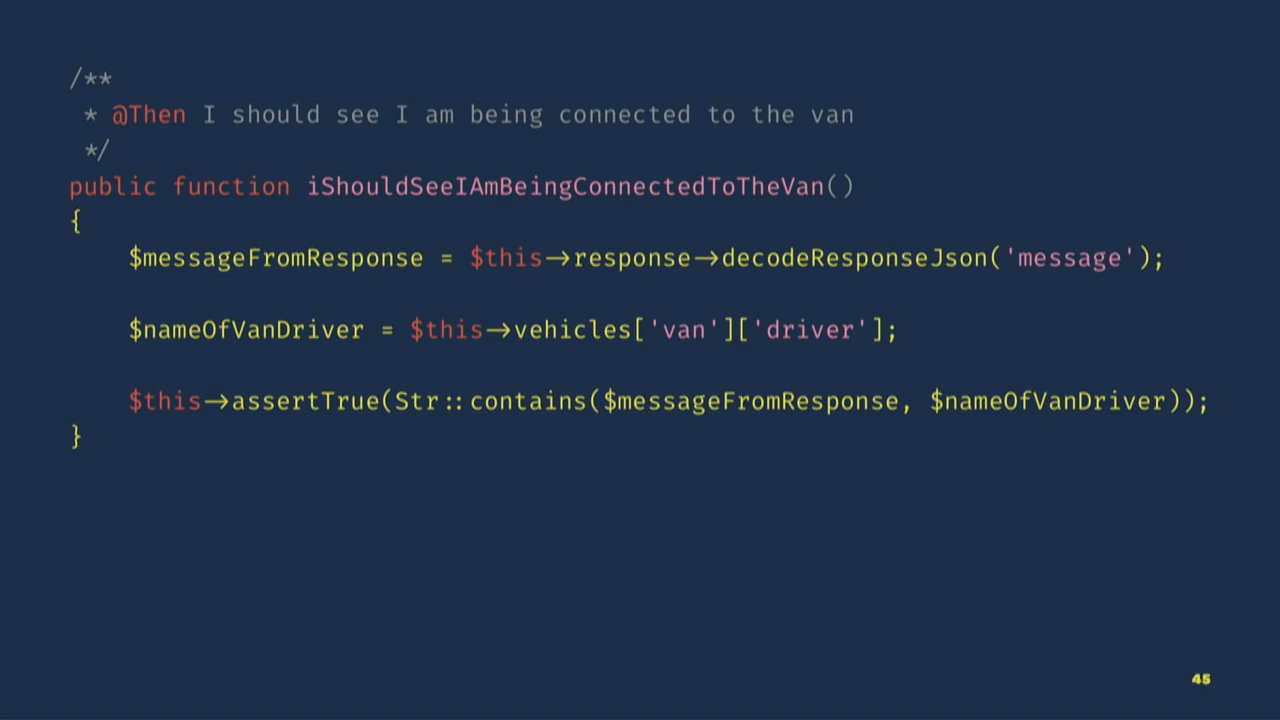 /**
 * @Then I should see I am being connected to the van
 */
public function iShouldSeeIAmBeingConnectedToTheVan()
{
    $messageFromResponse = $this->response->decodeResponseJson('message');
    $nameOfVanDriver = $this->vehicles['van']['driver'];
    $this->assertTrue(Str::contains($messageFromResponse, $nameOfVanDriver));
}
45